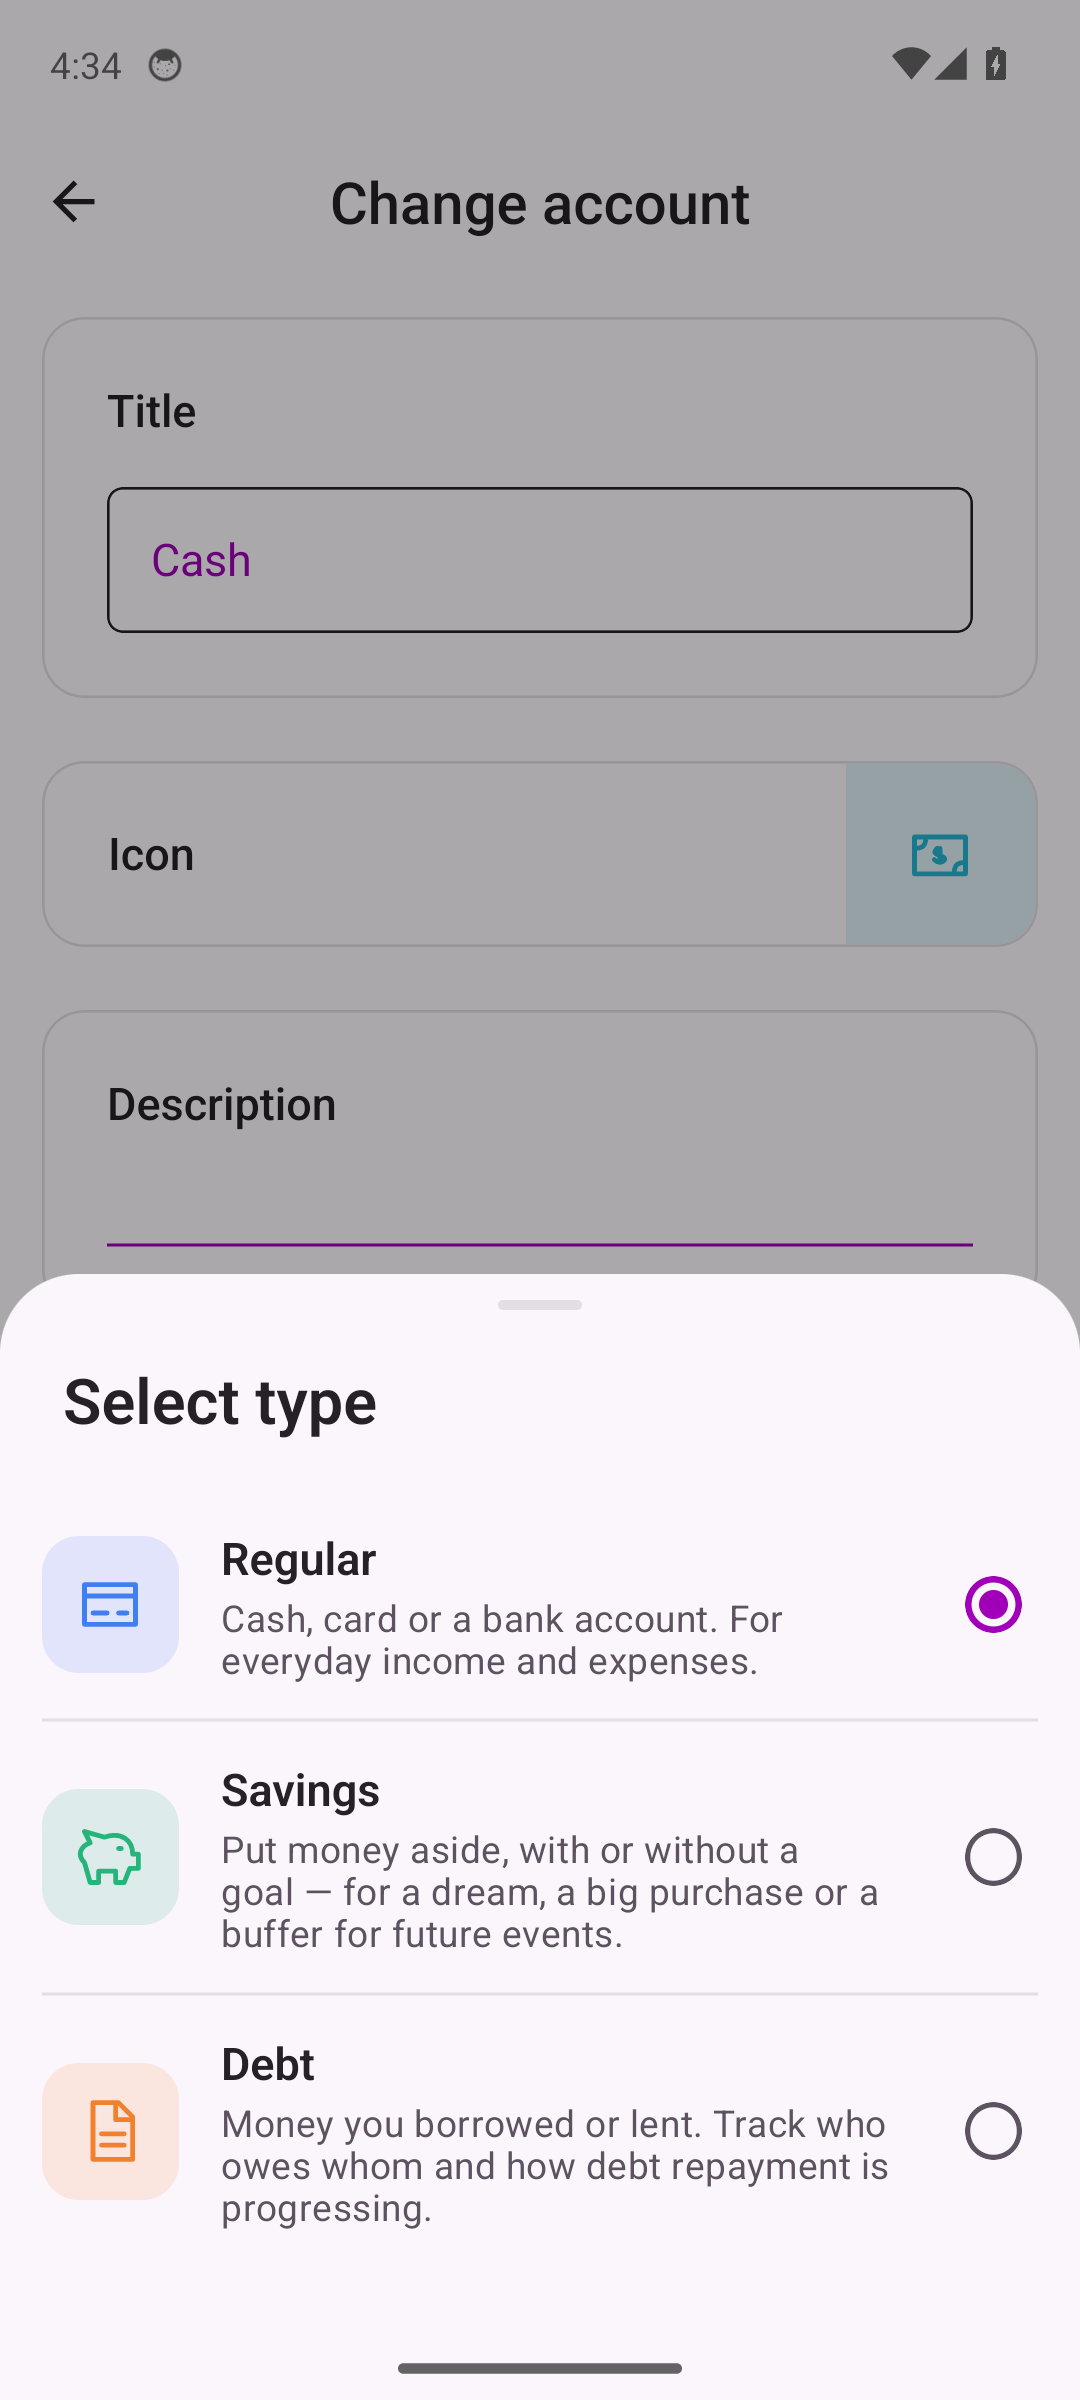 4:34
Change account
Title
Cash
Icon
Description
Select type
Regular
Cash, card or a bank account. For
everyday income and expenses.
Savings
Put money aside, with or without a
goal — for a dream, a big purchase or a
buffer for future events.
Debt
Money you borrowed or lent. Track who
owes whom and how debt repayment is
progressing.